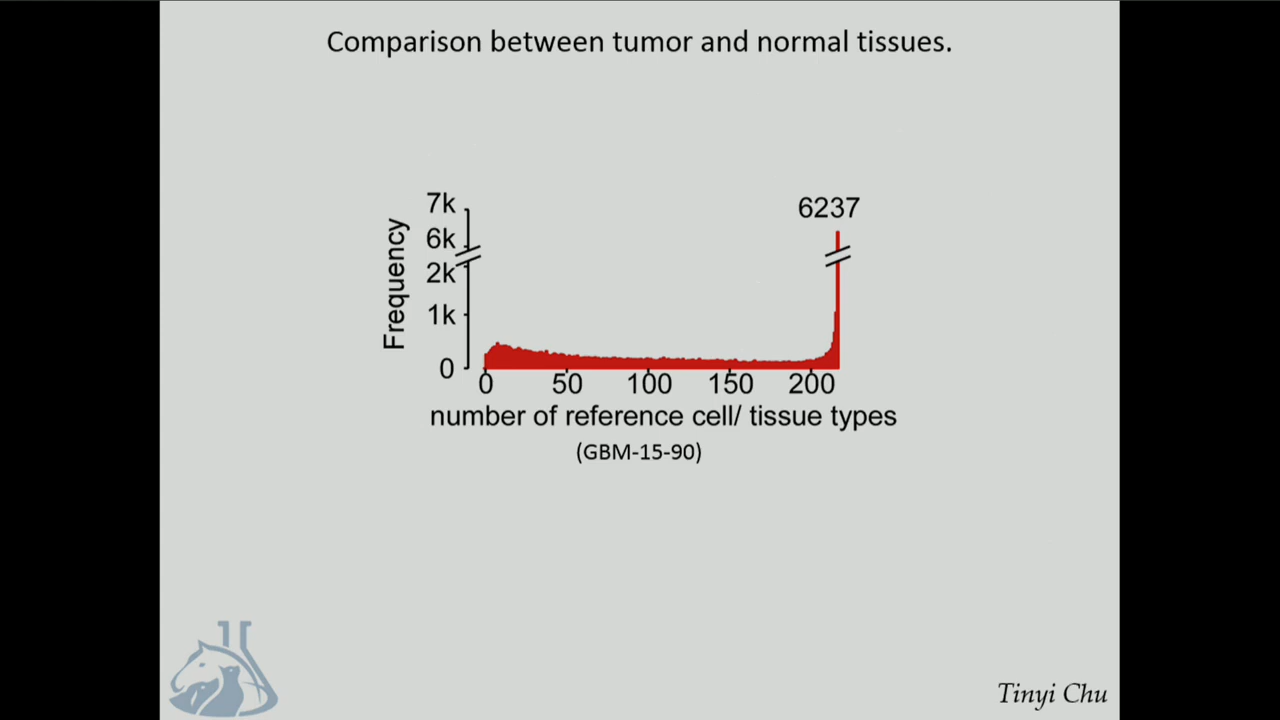 Comparison between tumor and normal tissues.
6237
7k
6k
2k
1k
0
Frequency
0 50 100 150 200
number of reference cell/ tissue types
(GBM-15-90)
Tinyi Chu